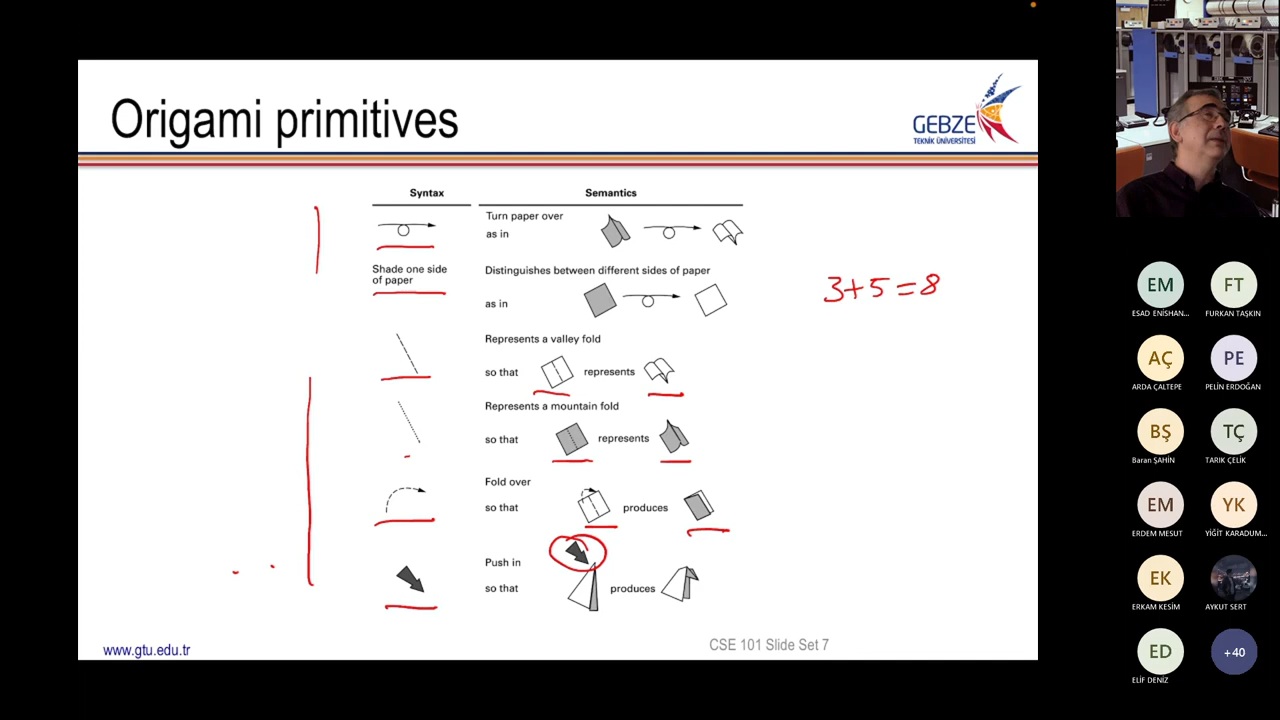 Origami primitives
GEBZE
TEKNİK ÜNİVERSİTESİ
Syntax
Semantics
Turn paper over
as in
Shade one side
of paper
Distinguishes between different sides of paper
as in
3+5=8
Represents a valley fold
so that
represents
Represents a mountain fold
so that
represents
Fold over
so that
produces
Push in
so that
produces
www.gtu.edu.tr
CSE 101 Slide Set 7
EM
ESAD ENİSHAN...
FT
FURKAN TAŞKIN
AÇ
ARDA ÇALTEPE
PE
PELİN ERDOĞAN
BŞ
Baran ŞAHİN
TÇ
TARIK ÇELİK
EM
ERDEM MESUT
YK
YİĞİT KARADUM...
EK
ERKAM KESİM
AYKUT SERT
ED
ELİF DENİZ
+40